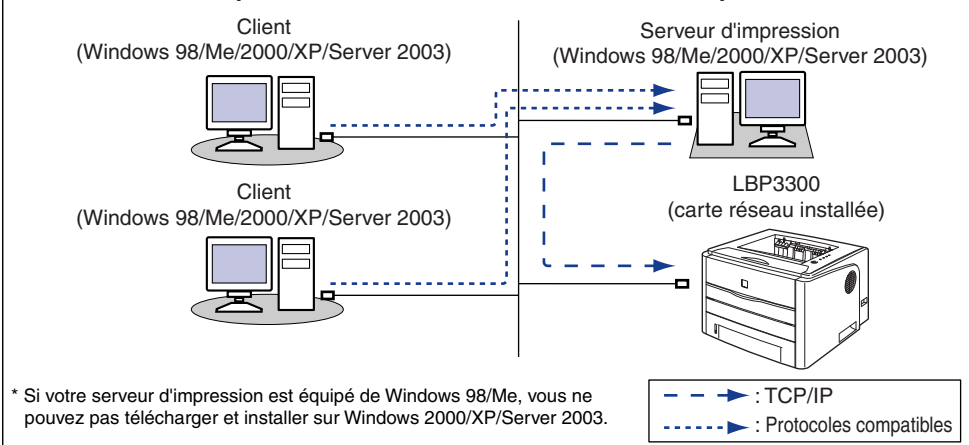 Client
(Windows 98/Me/2000/XP/Server 2003)
Serveur d'impression
(Windows 98/Me/2000/XP/Server 2003)
Client
(Windows 98/Me/2000/XP/Server 2003)
LBP3300
(carte réseau installée)
* Si votre serveur d'impression est équipé de Windows 98/Me, vous ne
pouvez pas télécharger et installer sur Windows 2000/XP/Server 2003.
: TCP/IP
: Protocoles compatibles